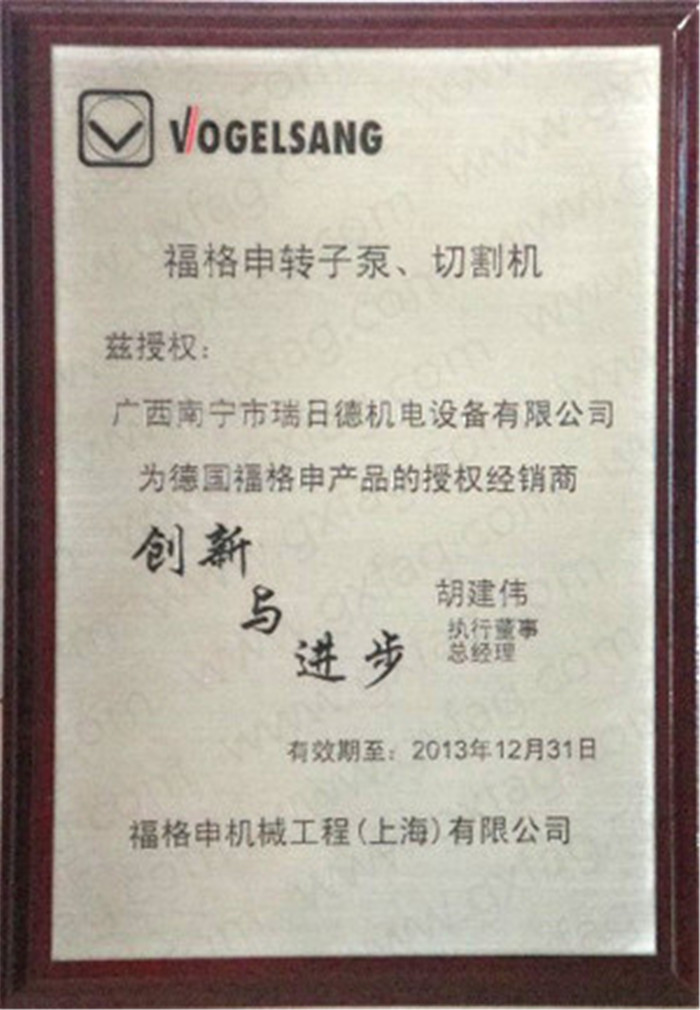 VOGELSANG
福格申转子泵、切割机
兹授权：
广西南宁市瑞日德机电设备有限公司
为德国福格申产品的授权经销商
创新
与
进步
胡建伟
执行董事
总经理
有效期至：2013年12月31日
福格申机械工程(上海)有限公司